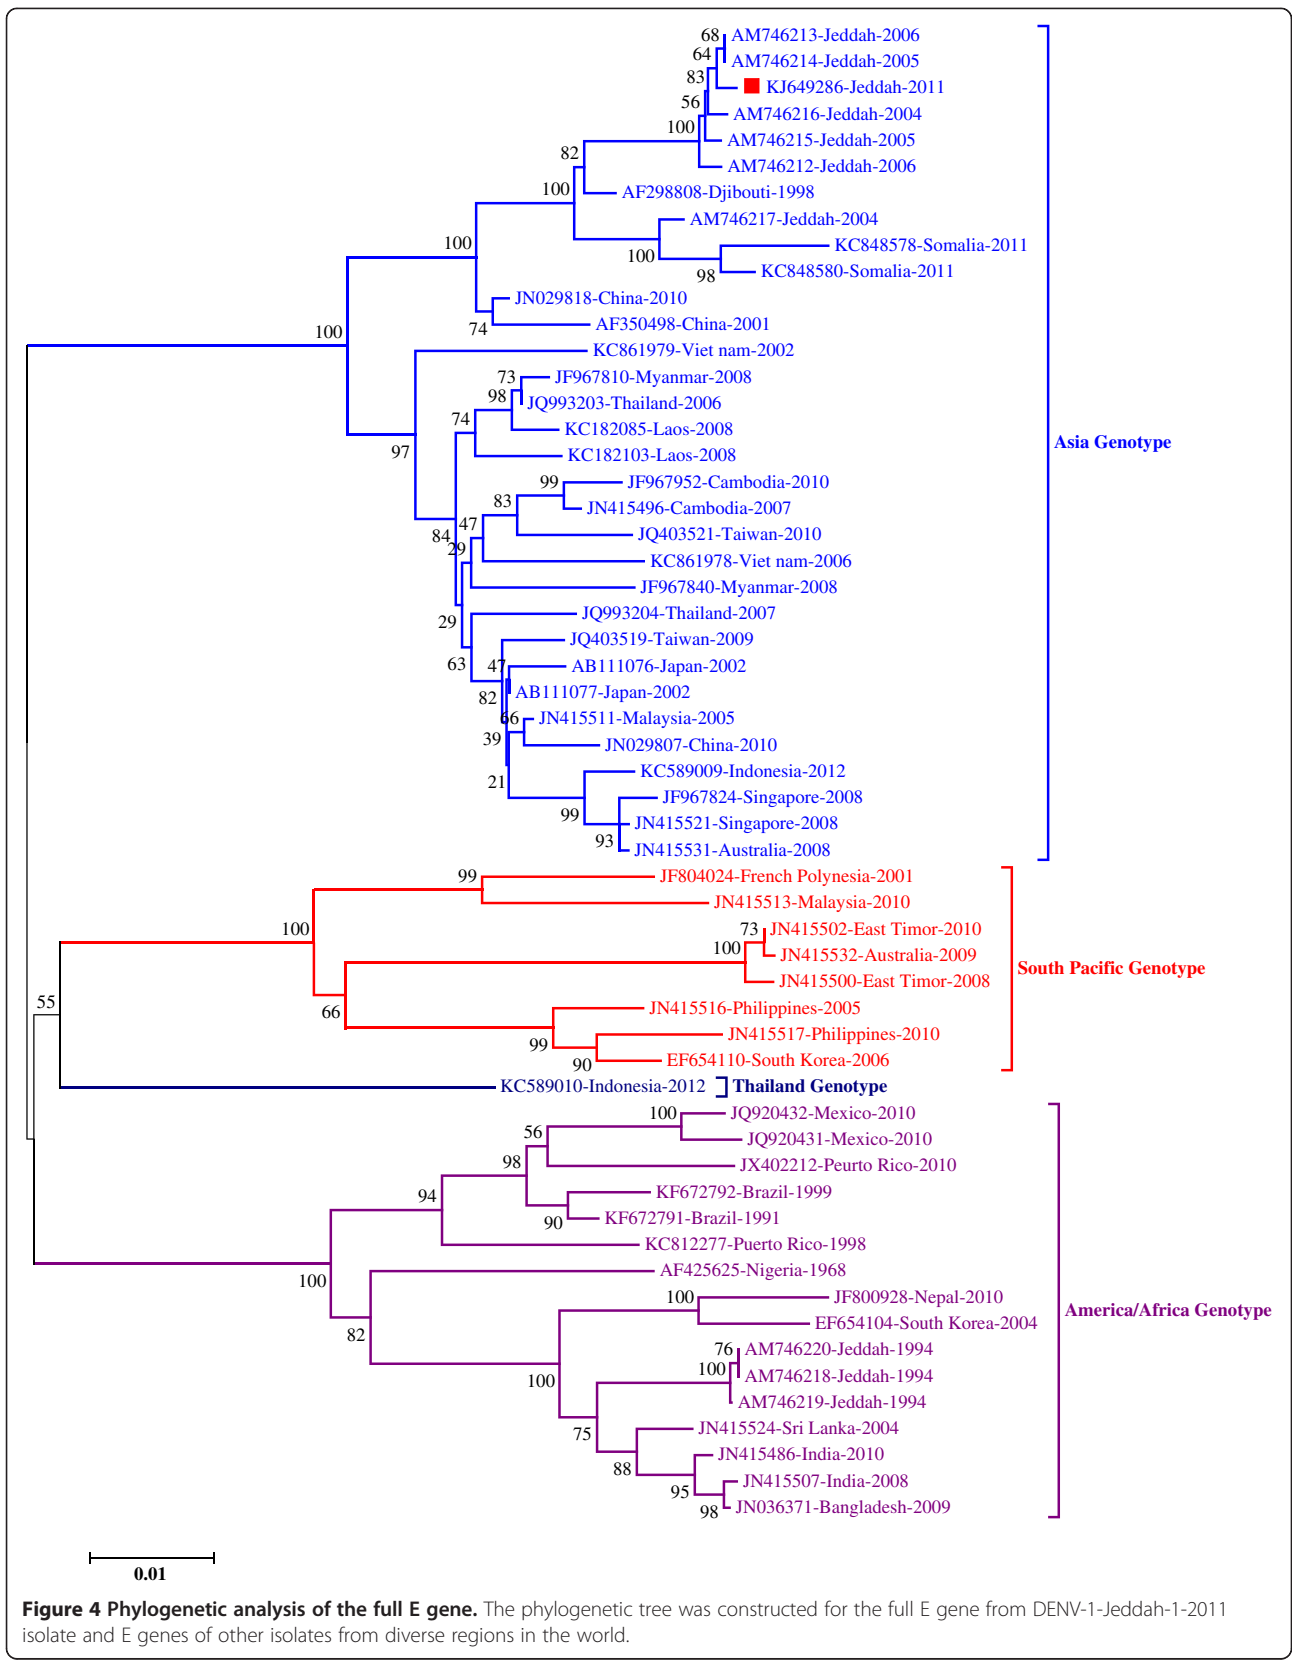 68
AM746213-Jeddah-2006
64
AM746214-Jeddah-2005
83
KJ649286-Jeddah-2011
56
AM746216-Jeddah-2004
100
AM746215-Jeddah-2005
82
AM746212-Jeddah-2006
100
AF298808-Djibouti-1998
AM746217-Jeddah-2004
100
KC848578-Somalia-2011
100
98
KC848580-Somalia-2011
JN029818-China-2010
74
AF350498-China-2001
100
KC861979-Viet nam-2002
73
JF967810-Myanmar-2008
98
JQ993203-Thailand-2006
74
KC182085-Laos-2008
97
KC182103-Laos-2008
Asia Genotype
99
JF967952-Cambodia-2010
83
JN415496-Cambodia-2007
47
JQ403521-Taiwan-2010
84
29
KC861978-Viet nam-2006
JF967840-Myanmar-2008
29
JQ993204-Thailand-2007
JQ403519-Taiwan-2009
63
47
AB111076-Japan-2002
82
AB111077-Japan-2002
66
JN415511-Malaysia-2005
39
JN029807-China-2010
21
KC589009-Indonesia-2012
JF967824-Singapore-2008
99
JN415521-Singapore-2008
93
JN415531-Australia-2008
99
JF804024-French Polynesia-2001
JN415513-Malaysia-2010
100
73
JN415502-East Timor-2010
100
JN415532-Australia-2009
South Pacific Genotype
JN415500-East Timor-2008
55
66
JN415516-Philippines-2005
99
JN415517-Philippines-2010
90
EF654110-South Korea-2006
KC589010-Indonesia-2012
Thailand Genotype
100
JQ920432-Mexico-2010
56
JQ920431-Mexico-2010
98
JX402212-Peurto Rico-2010
94
KF672792-Brazil-1999
90
KF672791-Brazil-1991
KC812277-Puerto Rico-1998
100
AF425625-Nigeria-1968
100
JF800928-Nepal-2010
America/Africa Genotype
82
EF654104-South Korea-2004
76
AM746220-Jeddah-1994
100
100
AM746218-Jeddah-1994
AM746219-Jeddah-1994
75
JN415524-Sri Lanka-2004
88
JN415486-India-2010
95
JN415507-India-2008
98
JN036371-Bangladesh-2009
0.01
Figure 4 Phylogenetic analysis of the full E gene. The phylogenetic tree was constructed for the full E gene from DENV-1-Jeddah-1-2011
isolate and E genes of other isolates from diverse regions in the world.